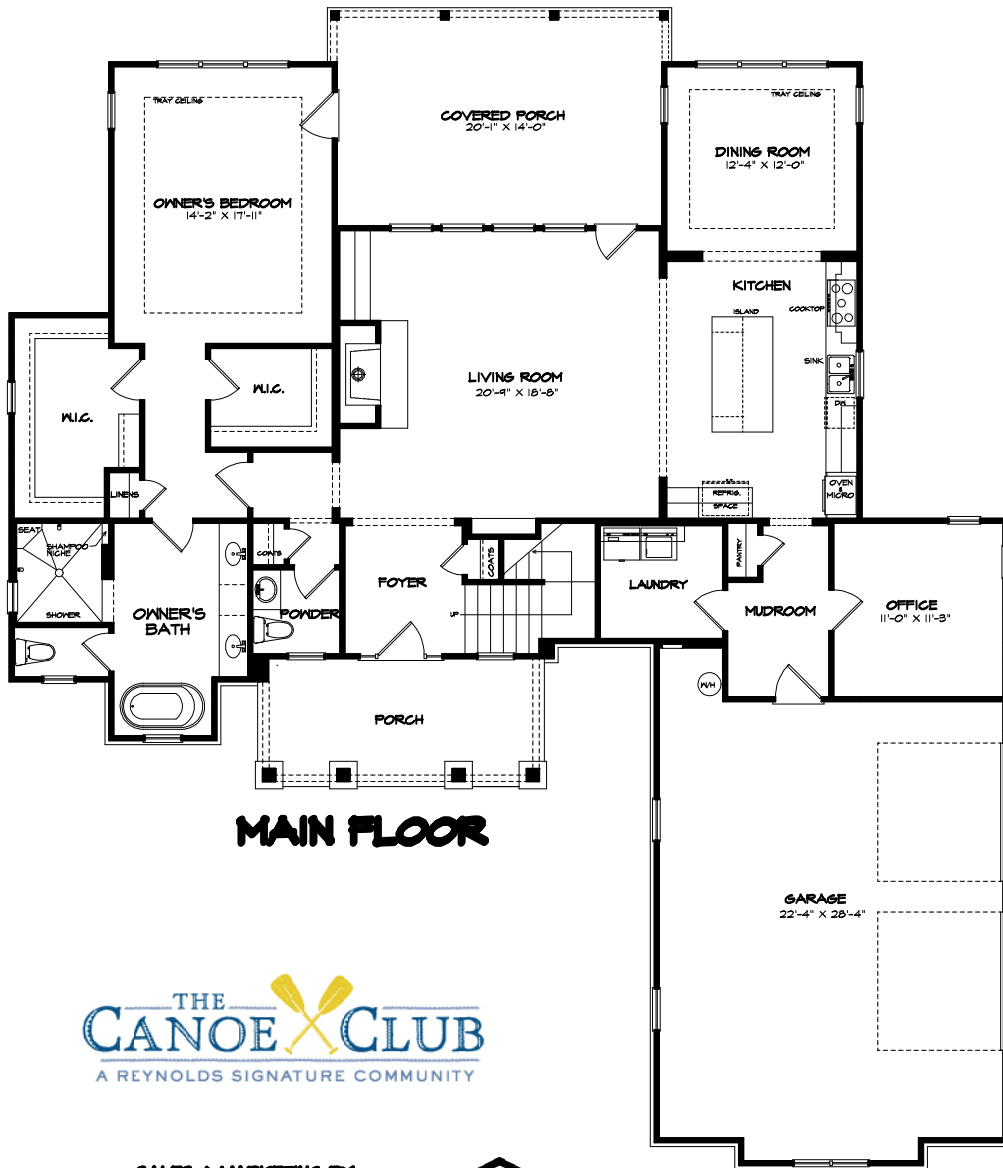 TRAY CEILING
TRAY CEILING
COVERED PORCH
20'-1" X 14'-0"
DINING ROOM
12'-4" X 12'-0"
OWNER'S BEDROOM
14'-2" X 17'-11"
KITCHEN
ISLAND
COOKTOP
SINK
DW
LIVING ROOM
20'-9" X 18'-8"
W.I.C.
W.I.C.
LINENS
REFRIG.
SPACE
OVEN
&
MICRO
SEAT
SHAMPOO
NICHE
SHOWER
COATS
COATS
PANTRY
FOYER
LAUNDRY
POWDER
UP
OWNER'S
BATH
MUDROOM
OFFICE
11'-0" X 11'-3"
W/H
PORCH
MAIN FLOOR
GARAGE
22'-4" X 28'-4"
THE
CANOE CLUB
A REYNOLDS SIGNATURE COMMUNITY